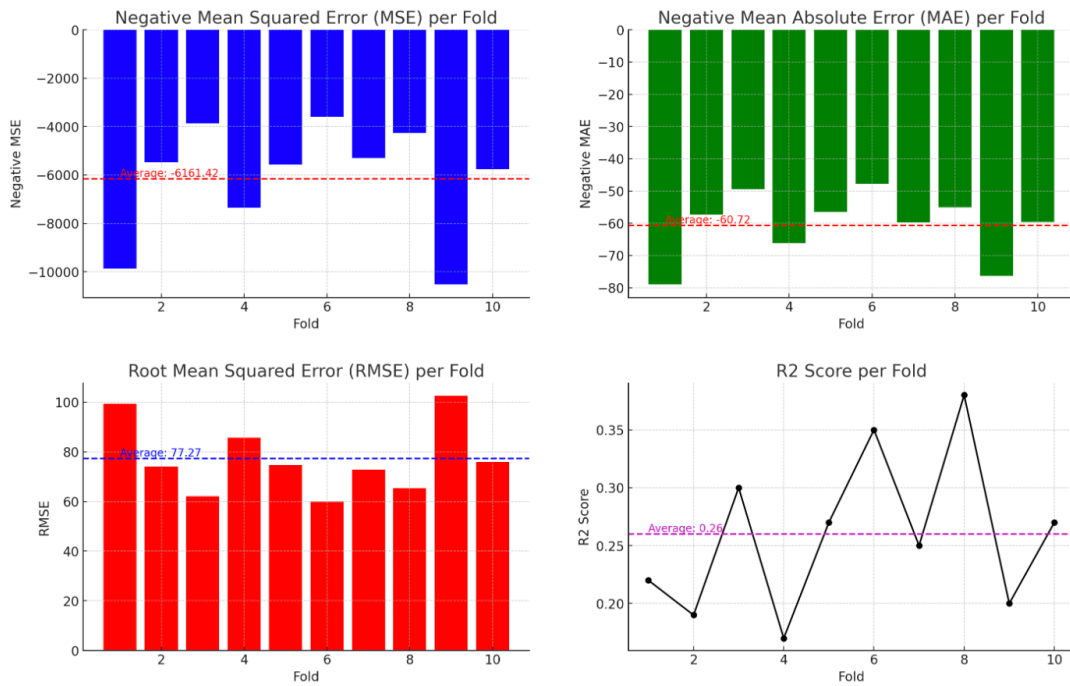 Negative Mean Squared Error (MSE) per Fold
0
−2000
−4000
−6000
−8000
−10000
Negative MSE
Average: -6161.42
2
4
6
8
10
Fold
Negative Mean Absolute Error (MAE) per Fold
0
−10
−20
−30
−40
−50
−60
−70
−80
Negative MAE
Average: -60.72
2
4
6
8
10
Fold
Root Mean Squared Error (RMSE) per Fold
100
80
60
40
20
0
RMSE
Average: 77.27
2
4
6
8
10
Fold
R2 Score per Fold
0.35
0.30
0.25
0.20
R2 Score
Average: 0.26
2
4
6
8
10
Fold